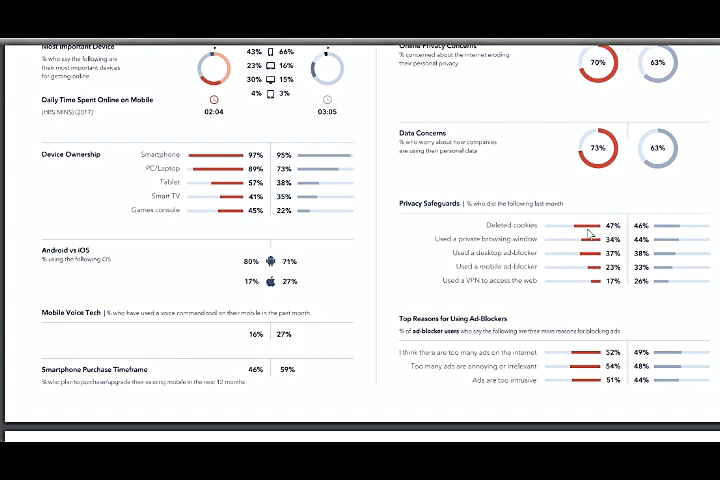 Most Important Device
% who say the following are
their most important devices
for getting online.
43% 66%
23% 16%
30% 15%
4% 3%
Daily Time Spent Online on Mobile
(HRS.MINS) (2017)
02:04 03:05
Device Ownership
Smartphone 97% 95%
PC/Laptop 89% 73%
Tablet 57% 38%
Smart TV 41% 35%
Games console 45% 22%
Android vs iOS
% using the following OS
80% 71%
17% 27%
Mobile Voice Tech | % who have used a voice command tool on their mobile in the past month
16% 27%
Smartphone Purchase Timeframe 46% 59%
% who plan to purchase/upgrade their existing mobile in the next 12 months
Online Privacy Concerns
% concerned about the internet eroding
their personal privacy
70% 63%
Data Concerns
% who worry about how companies
are using their personal data
73% 63%
Privacy Safeguards | % who did the following last month
Deleted cookies 47% 46%
Used a private browsing window 34% 44%
Used a desktop ad-blocker 37% 38%
Used a mobile ad-blocker 23% 33%
Used a VPN to access the web 17% 26%
Top Reasons for Using Ad-Blockers
% of ad-blocker users who say the following are their main reasons for blocking ads
I think there are too many ads on the internet 52% 49%
Too many ads are annoying or irrelevant 54% 48%
Ads are too intrusive 51% 44%